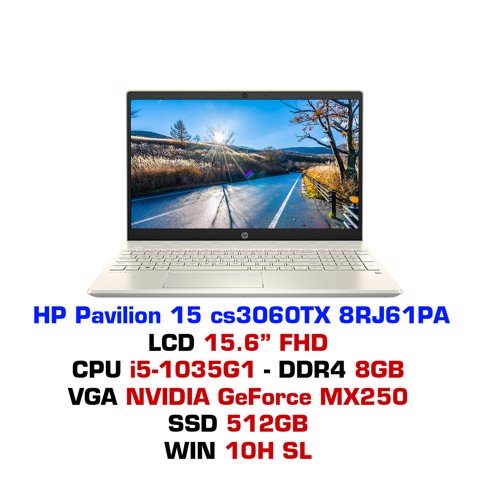 hp
HP Pavilion 15 cs3060TX 8RJ61PA
LCD 15.6” FHD
CPU i5-1035G1 - DDR4 8GB
VGA NVIDIA GeForce MX250
SSD 512GB
WIN 10H SL